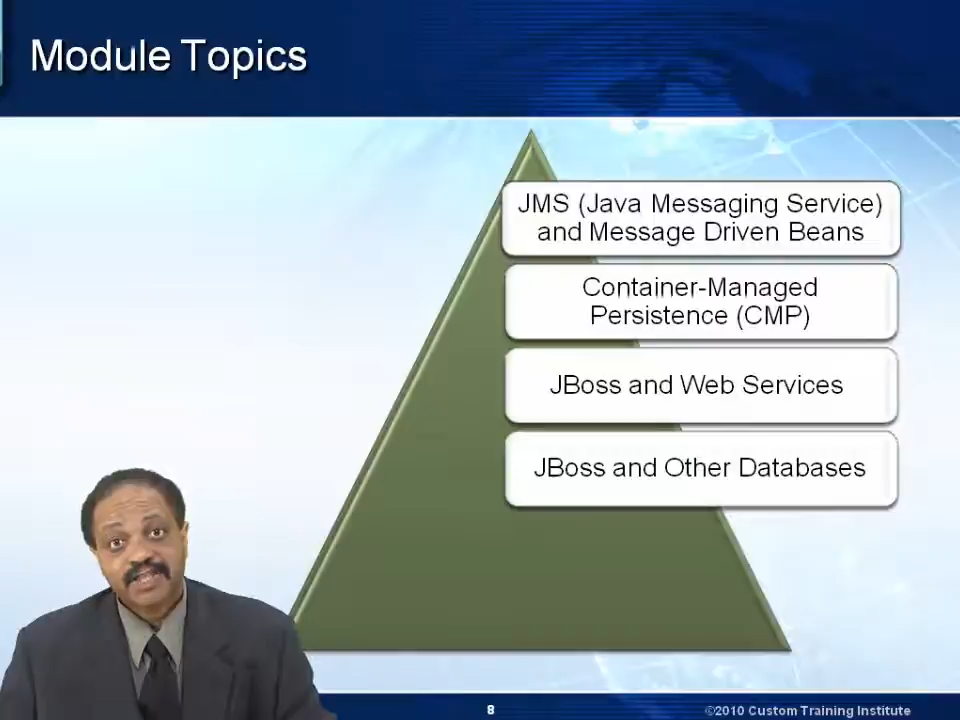 Module Topics
JMS (Java Messaging Service)
and Message Driven Beans
Container-Managed
Persistence (CMP)
JBoss and Web Services
JBoss and Other Databases
8
©2010 Custom Training Institute